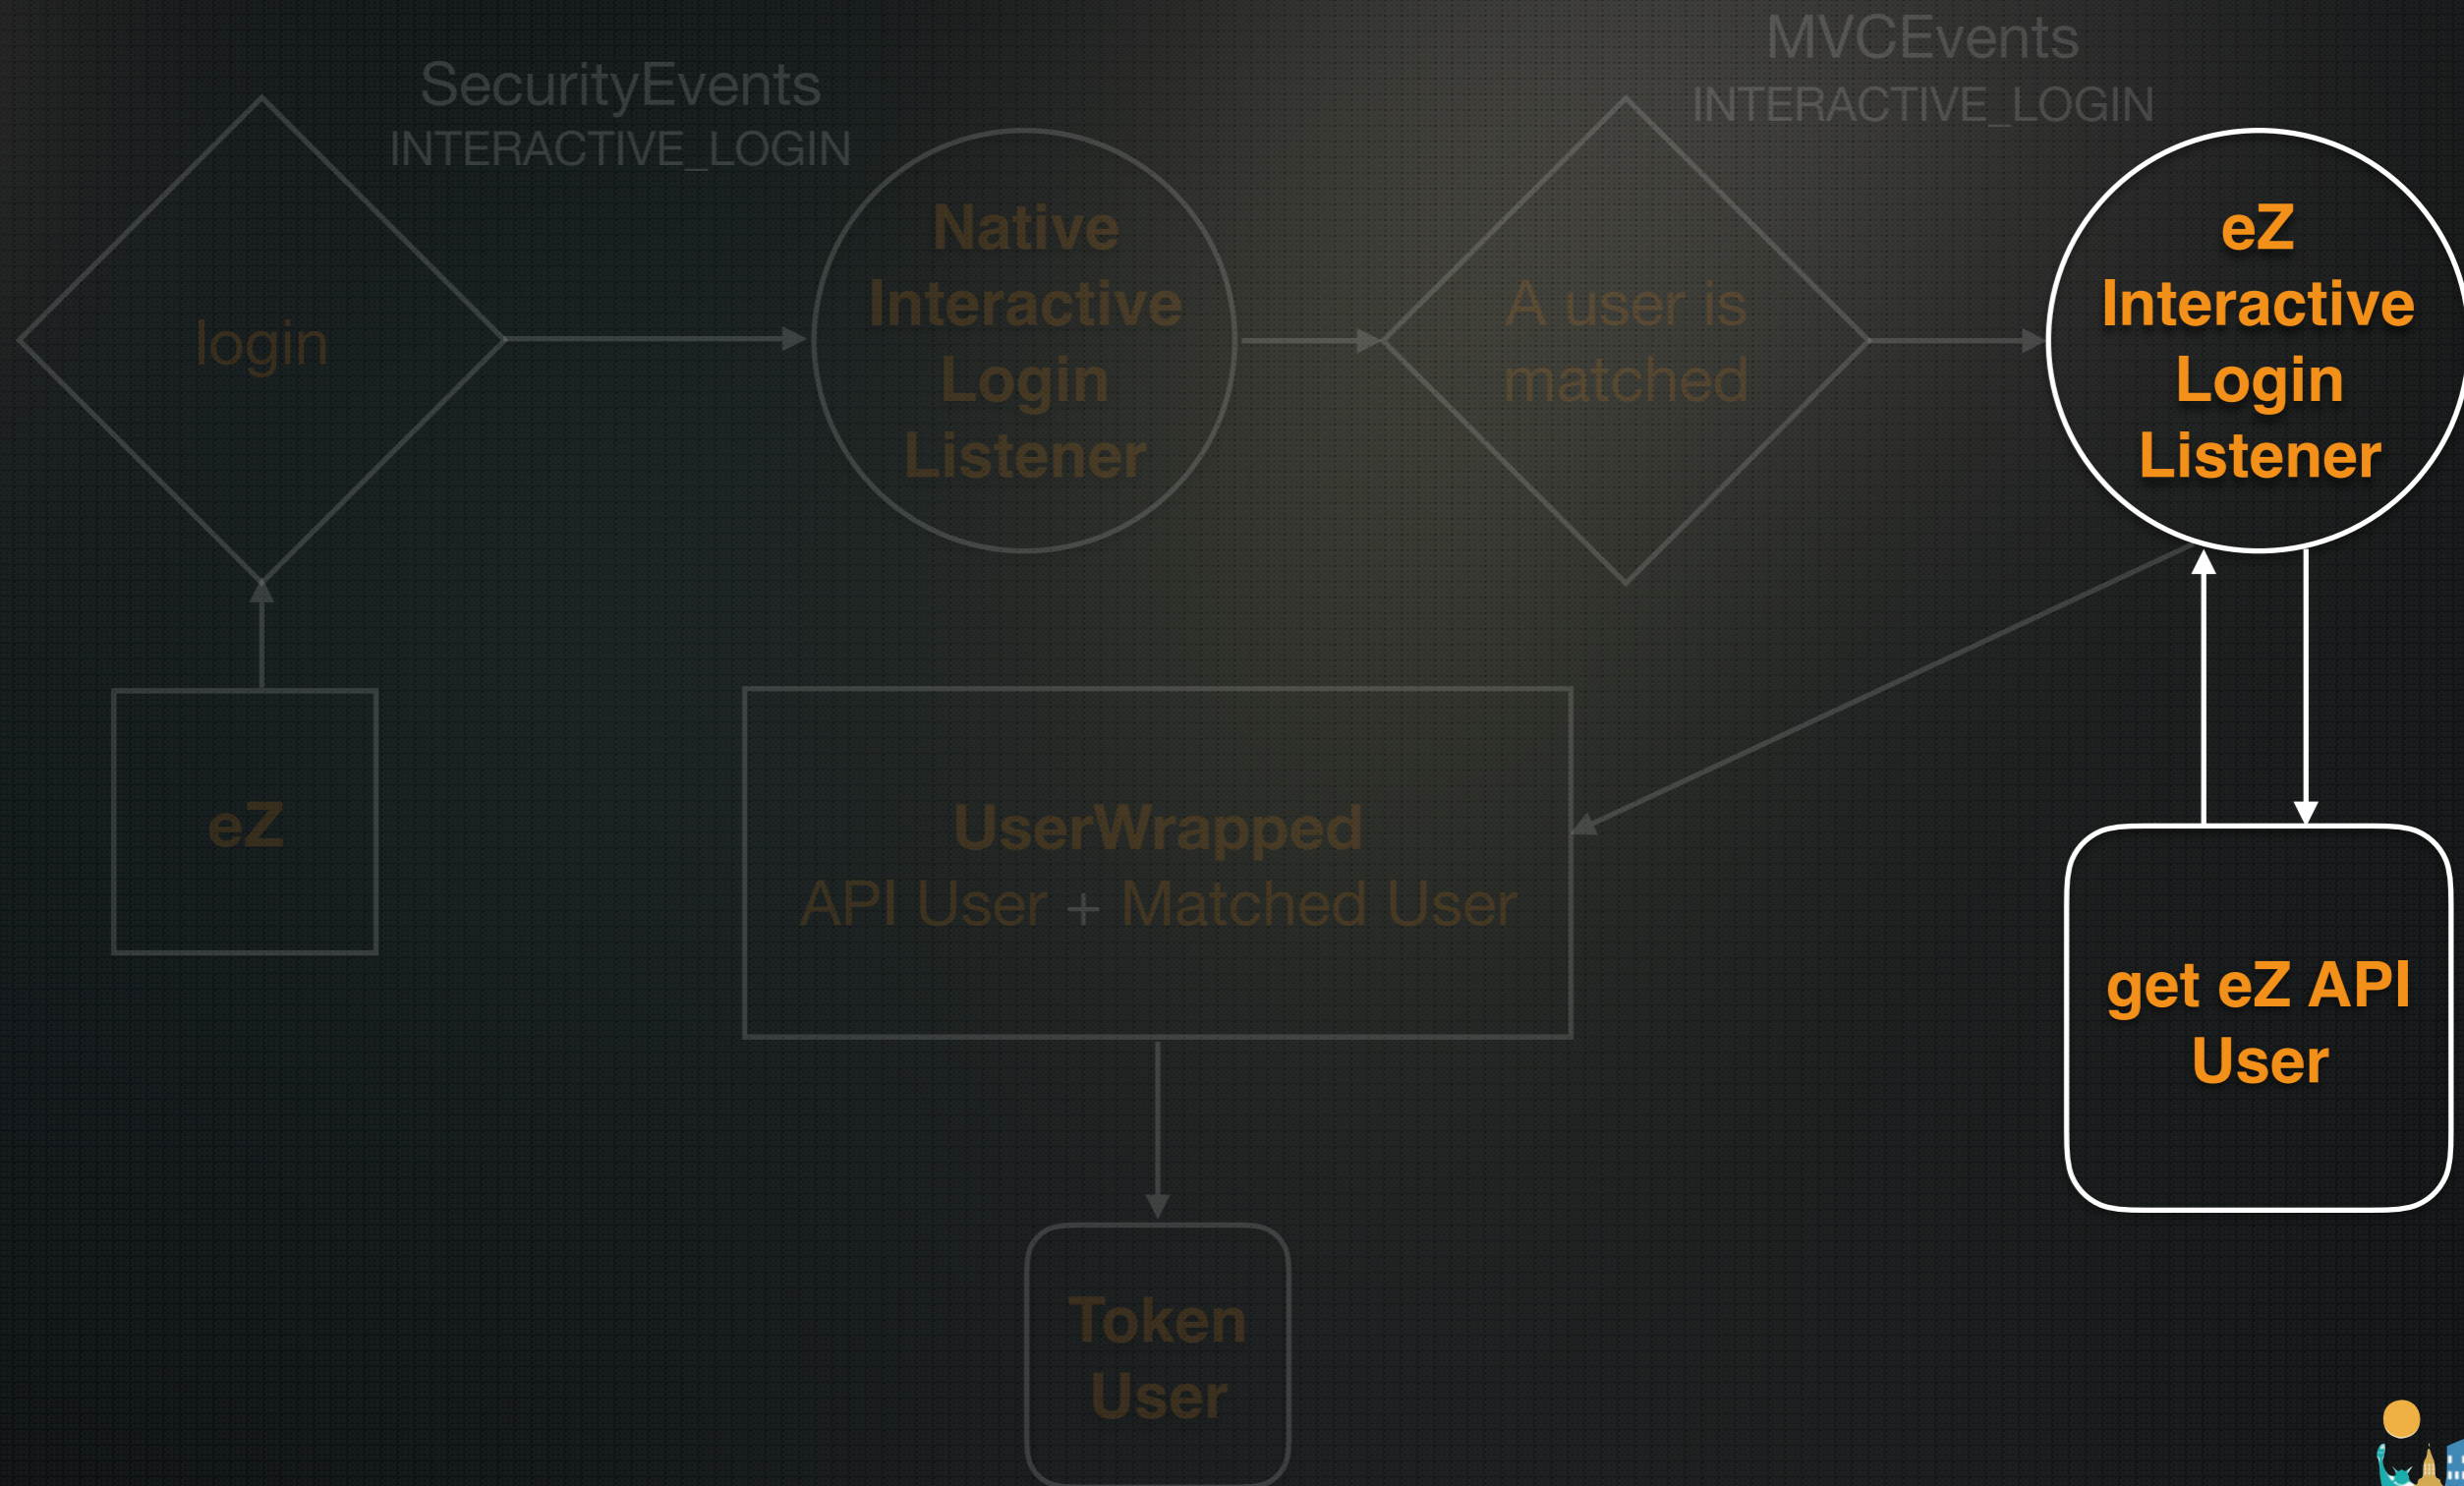 SecurityEvents
INTERACTIVE_LOGIN
MVCEvents
INTERACTIVE_LOGIN
login
Native
Interactive
Login
Listener
A user is
matched
eZ
Interactive
Login
Listener
eZ
UserWrapped
API User + Matched User
get eZ API
User
Token
User